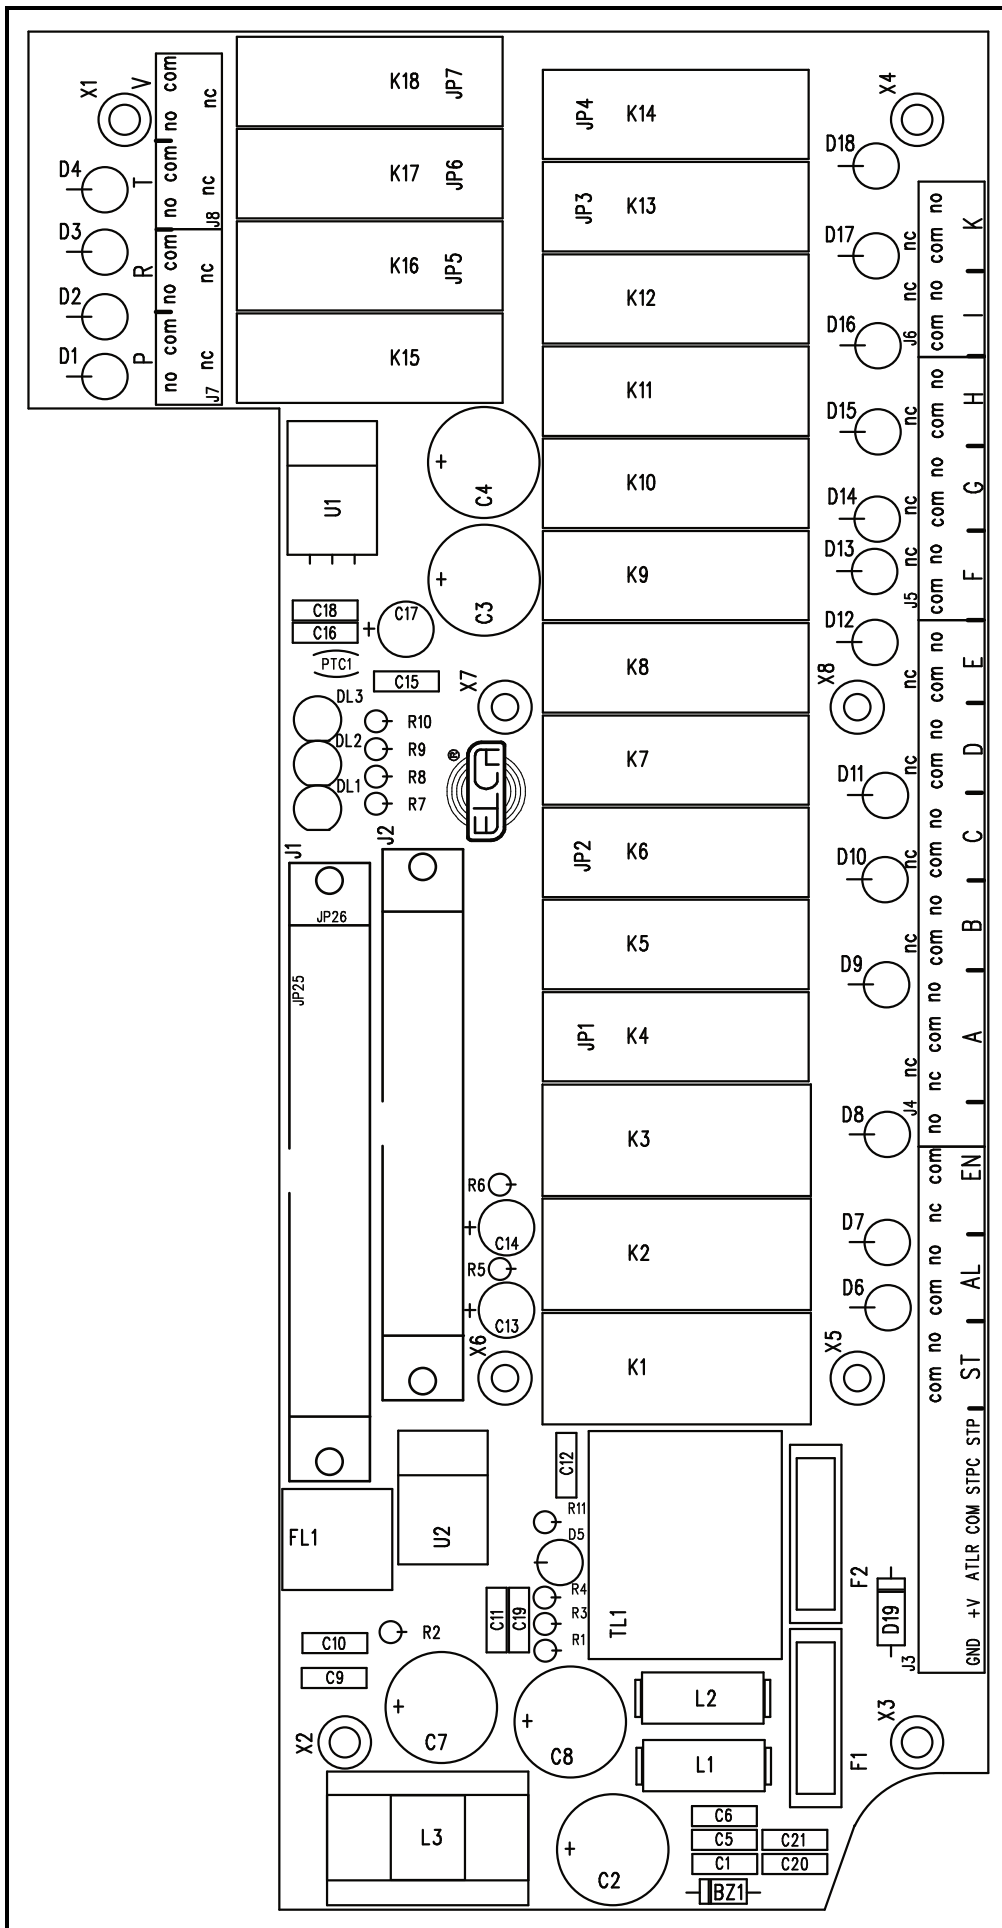 X1
V
com
no
nc
K18
JP7
JP4
K14
X4
D18
D4
T
com
no
nc
J8
K17
JP6
JP3
K13
D17
nc
com no
K
D3
R
com
no
nc
K16
JP5
K12
D16
nc
J6
com no
I
D2
D1
P
com
no
nc
J7
K15
K11
D15
nc
com no
H
U1
+
C4
K10
D14
nc
com no
G
+
C3
K9
D13
nc
J5
com no
F
C18
C16
+
C17
PTC1
C15
X7
K8
D12
X8
nc
com no
E
DL3
DL2
DL1
R10
R9
R8
R7
ELCA
®
K7
D11
nc
com no
D
J1
J2
JP2
K6
D10
nc
com no
C
JP26
JP25
K5
D9
nc
com no
B
JP1
K4
nc
no nc com no
A
K3
D8
J4
R6
+
C14
K2
D7
nc com
EN
R5
+
C13
D6
com no
AL
X6
K1
X5
com no
ST
FL1
U2
C12
R11
D5
R4
R3
R1
C11
C19
TL1
F2
D19
GND +V ATLR COM STPC STP
J3
C10
C9
R2
X2
+
C7
+
C8
L2
L1
F1
X3
L3
+
C2
C6
C5
C21
C1
C20
BZ1